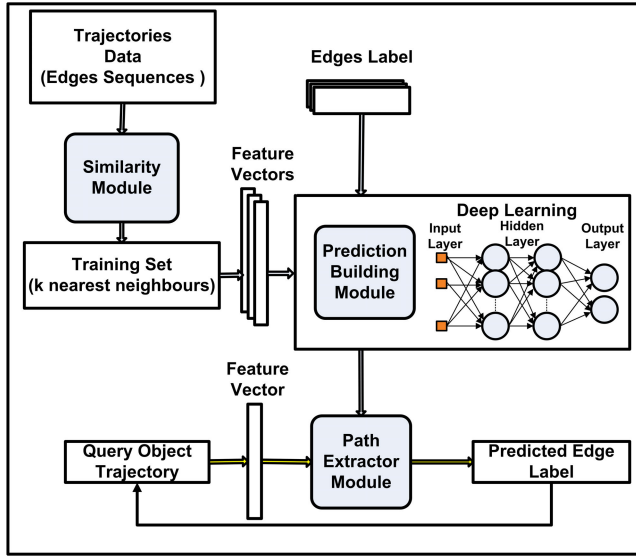 Trajectories
Data
(Edges Sequences )
Edges Label
Similarity
Module
Feature
Vectors
Training Set
(k nearest neighbours)
Deep Learning
Prediction
Building
Module
Input
Layer
Hidden
Layer
Output
Layer
Feature
Vector
Query Object
Trajectory
Path
Extractor
Module
Predicted Edge
Label